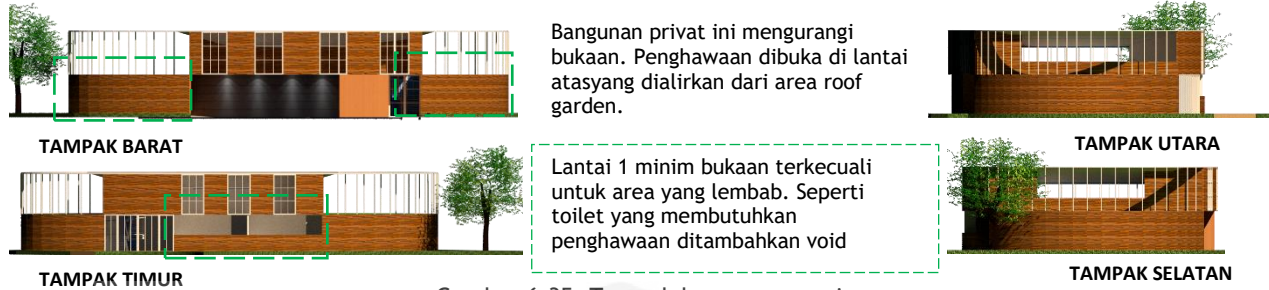 Bangunan privat ini mengurangi
bukaan. Penghawaan dibuka di lantai
atasyang dialirkan dari area roof
garden.
TAMPAK BARAT
TAMPAK UTARA
Lantai 1 minim bukaan terkecuali
untuk area yang lembab. Seperti
toilet yang membutuhkan
penghawaan ditambahkan void
TAMPAK TIMUR
TAMPAK SELATAN